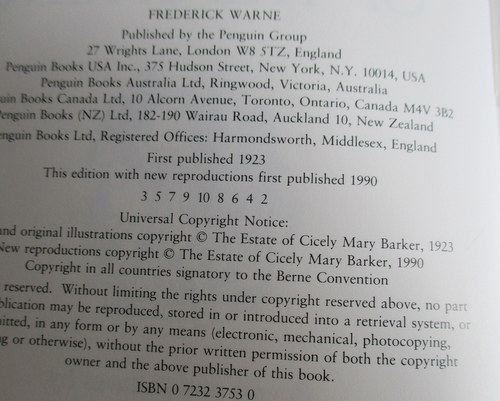 FREDERICK WARNE
Published by the Penguin Group
27 Wrights Lane, London W8 5TZ, England
Penguin Books USA Inc., 375 Hudson Street, New York, N.Y. 10014, USA
Penguin Books Australia Ltd, Ringwood, Victoria, Australia
uin Books Canada Ltd, 10 Alcorn Avenue, Toronto, Ontario, Canada M4V 3B2
Penguin Books (NZ) Ltd, 182-190 Wairau Road, Auckland 10, New Zealand
enguin Books Ltd, Registered Offices: Harmondsworth, Middlesex, England
First published 1923
This edition with new reproductions first published 1990
3 5 7 9 10 8 6 4 2
Universal Copyright Notice:
and original illustrations copyright © The Estate of Cicely Mary Barker, 1923
New reproductions copyright © The Estate of Cicely Mary Barker, 1990
Copyright in all countries signatory to the Berne Convention
reserved. Without limiting the rights under copyright reserved above, no part
blication may be reproduced, stored in or introduced into a retrieval system, or
itted, in any form or by any means (electronic, mechanical, photocopying,
ng or otherwise), without the prior written permission of both the copyright
owner and the above publisher of this book.
ISBN 0 7232 3753 0